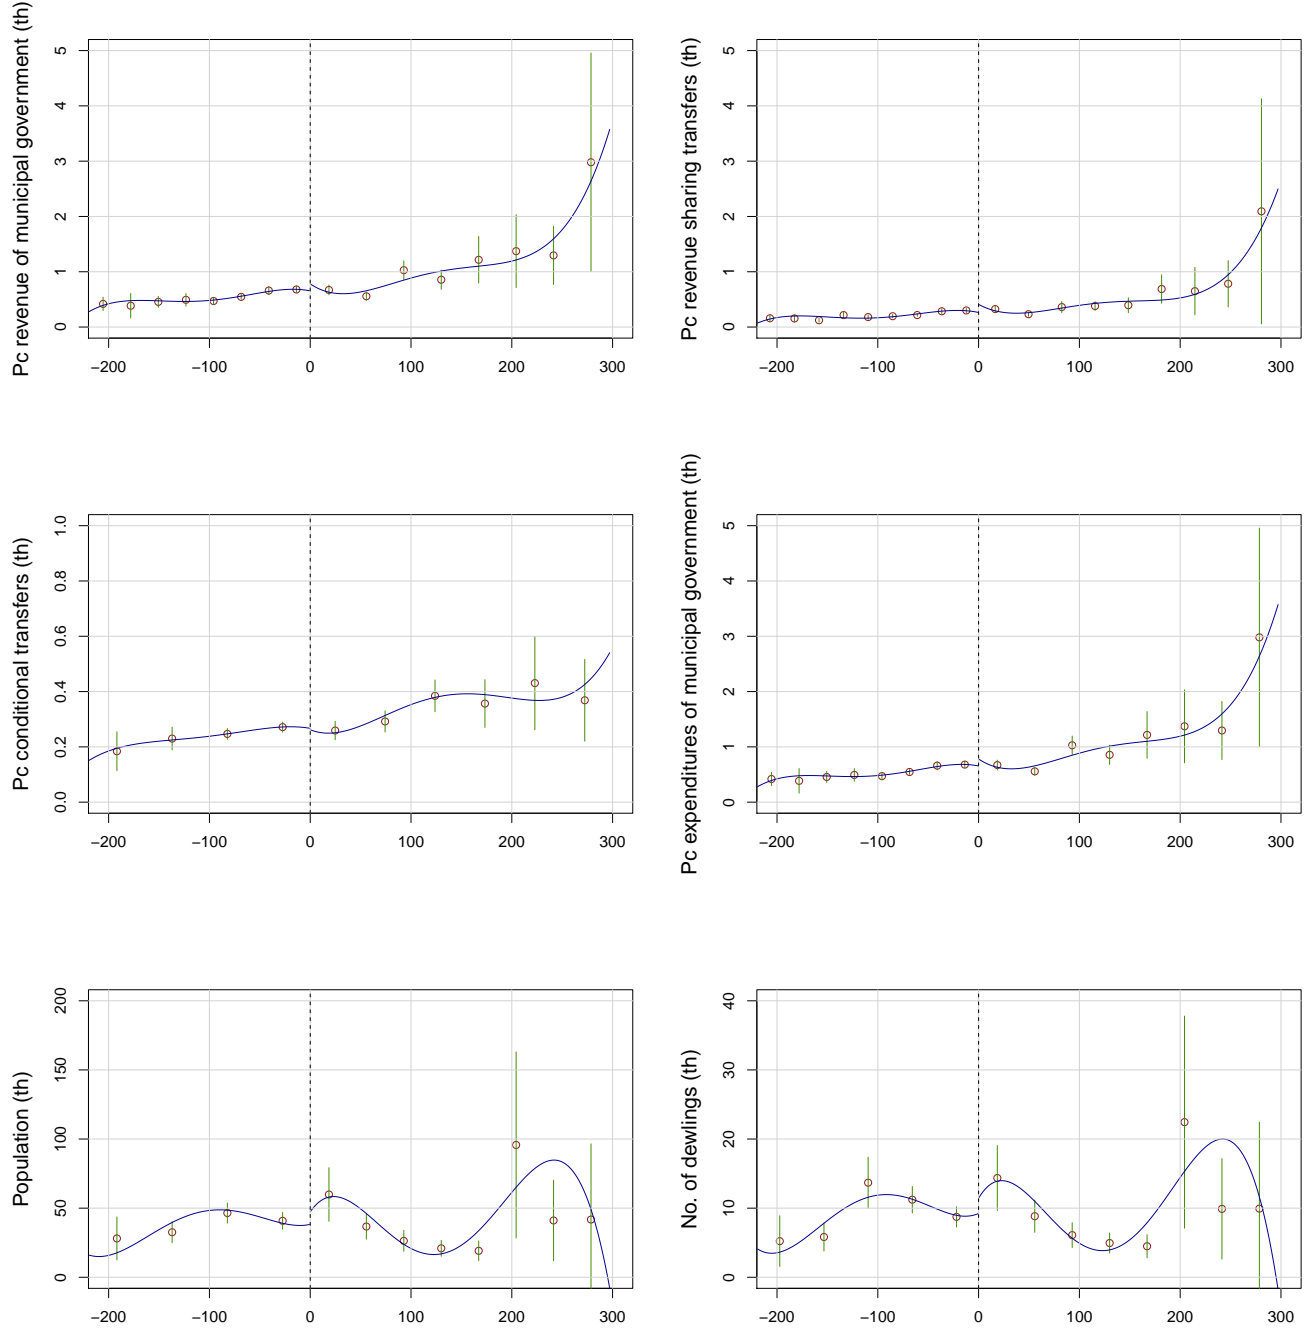 Pc revenue of municipal government (th)
5
4
3
2
1
0
−200 −100 0 100 200 300
Pc revenue sharing transfers (th)
5
4
3
2
1
0
−200 −100 0 100 200 300
Pc conditional transfers (th)
1.0
0.8
0.6
0.4
0.2
0.0
−200 −100 0 100 200 300
Pc expenditures of municipal government (th)
5
4
3
2
1
0
−200 −100 0 100 200 300
Population (th)
200
150
100
50
0
−200 −100 0 100 200 300
No. of dewlings (th)
40
30
20
10
0
−200 −100 0 100 200 300